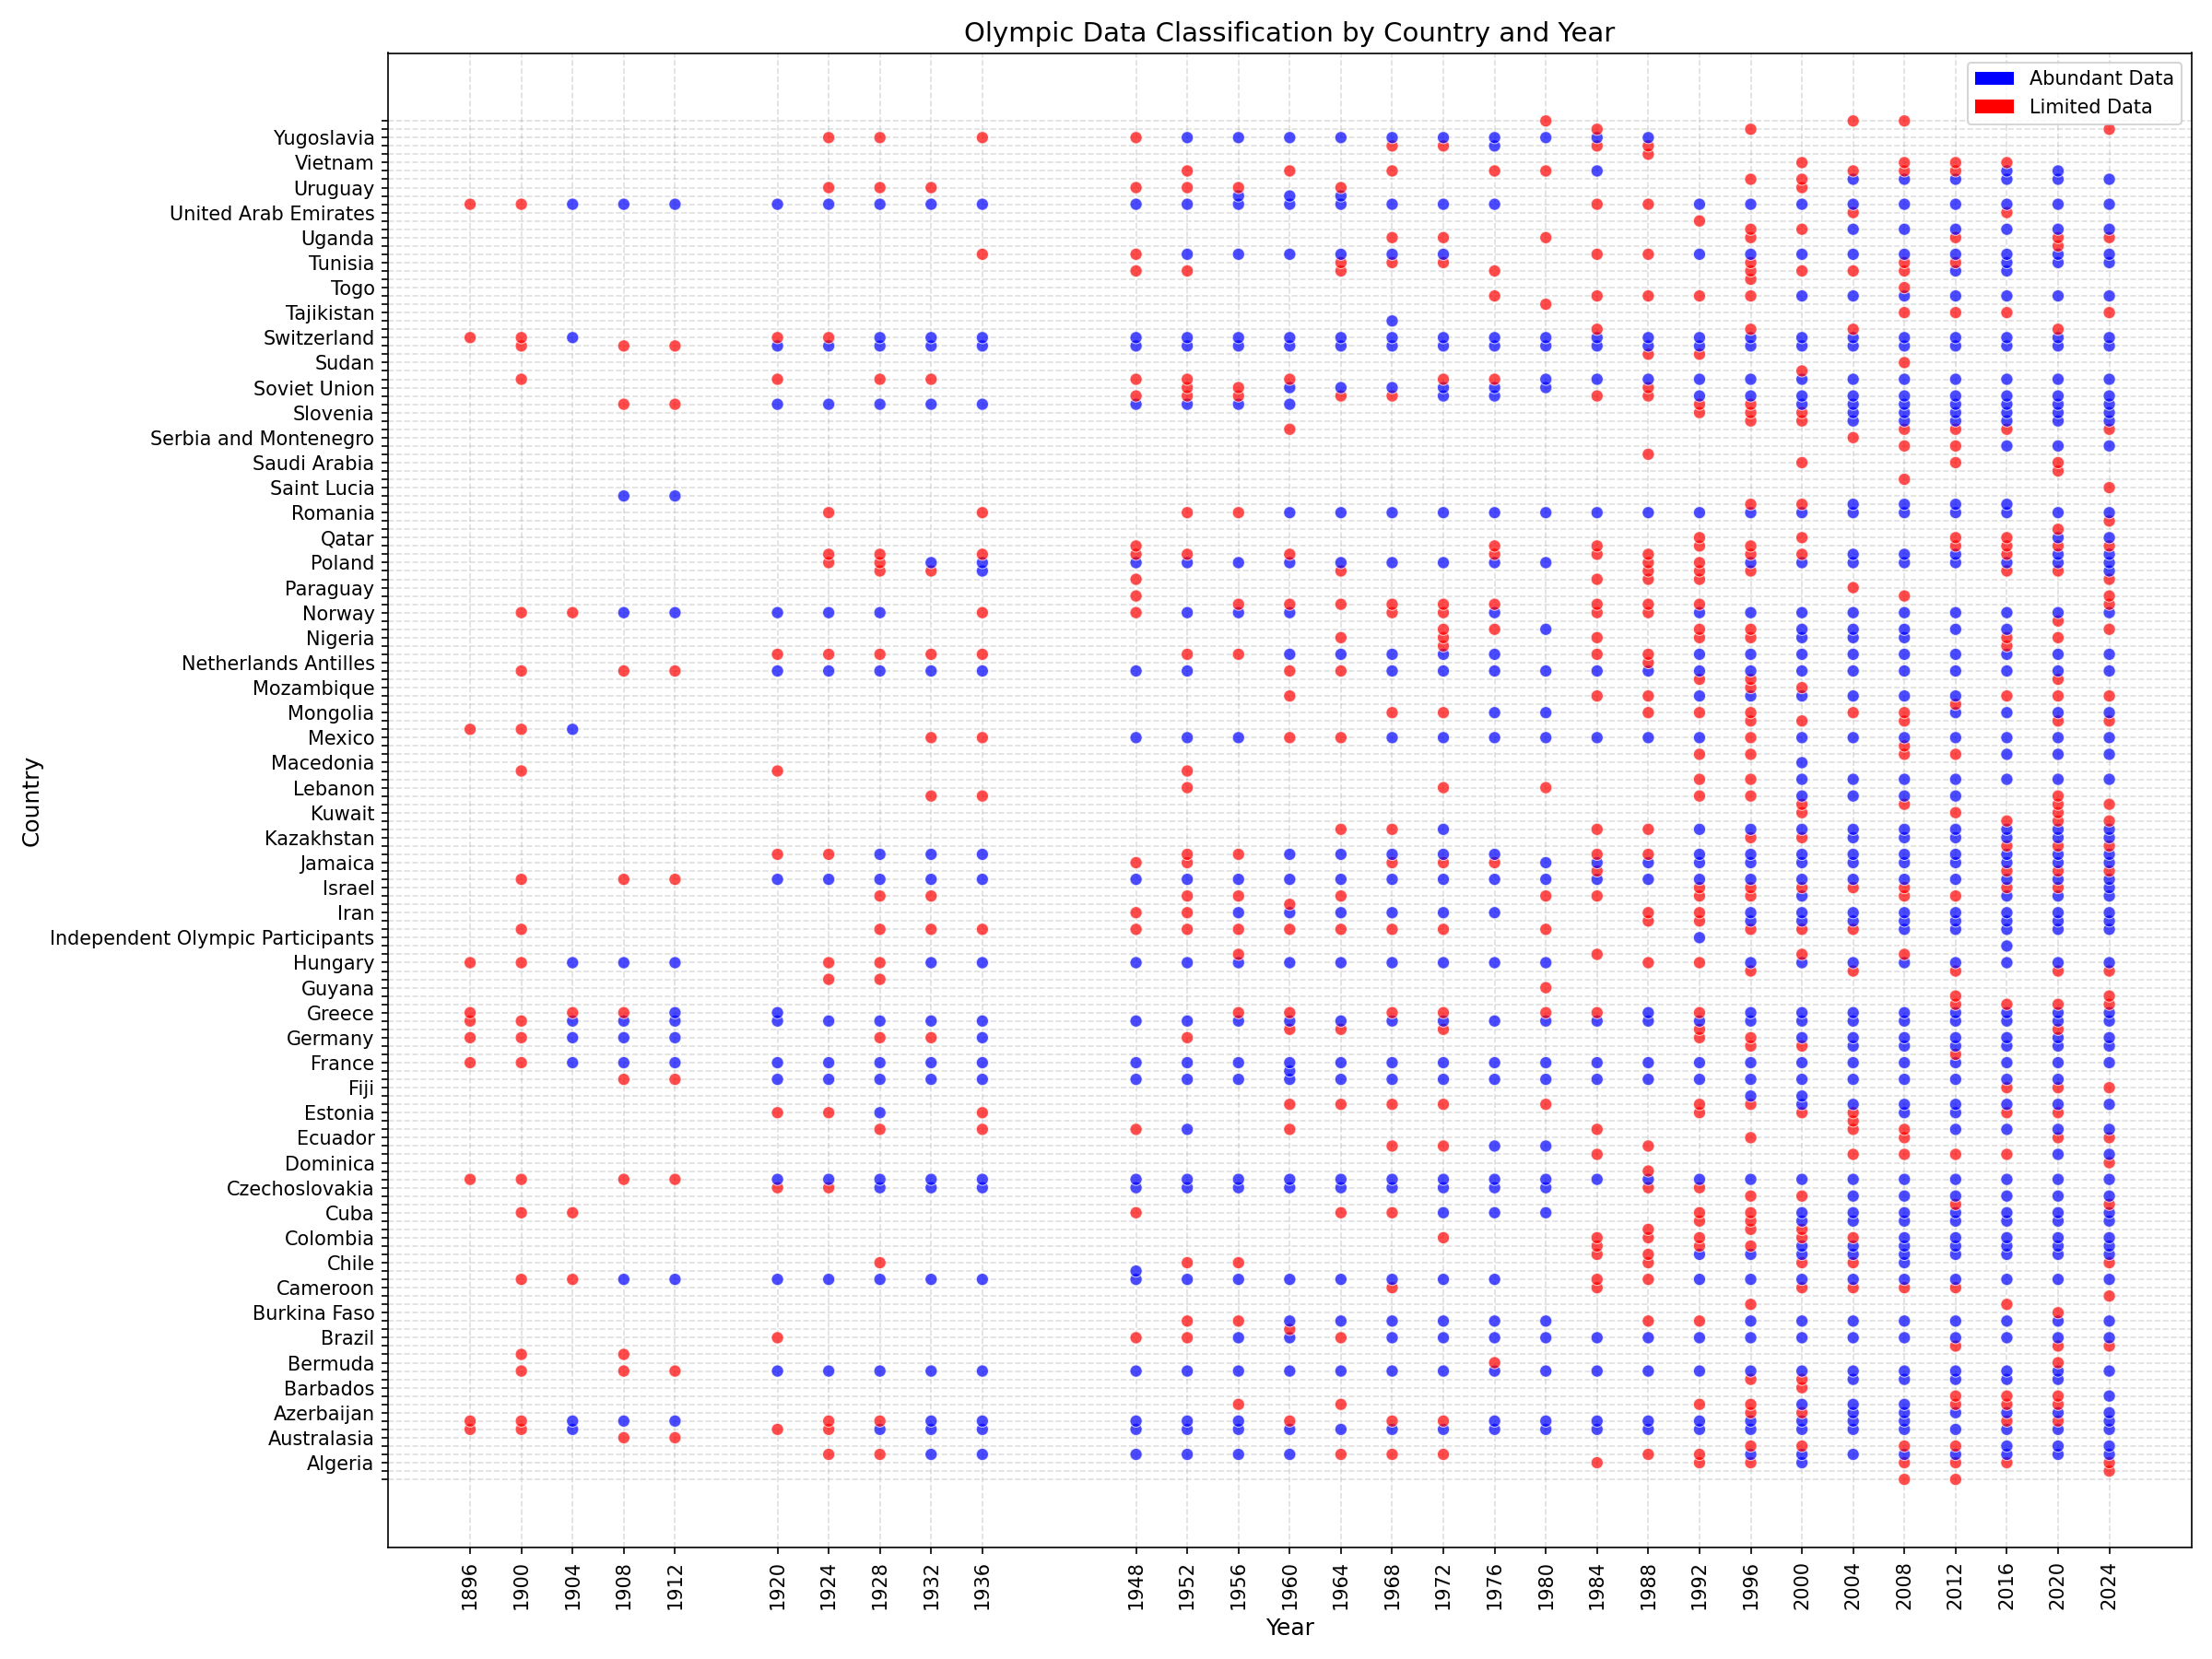 Olympic Data Classification by Country and Year
Abundant Data
Limited Data
Country
Yugoslavia
Vietnam
Uruguay
United Arab Emirates
Uganda
Tunisia
Togo
Tajikistan
Switzerland
Sudan
Soviet Union
Slovenia
Serbia and Montenegro
Saudi Arabia
Saint Lucia
Romania
Qatar
Poland
Paraguay
Norway
Nigeria
Netherlands Antilles
Mozambique
Mongolia
Mexico
Macedonia
Lebanon
Kuwait
Kazakhstan
Jamaica
Israel
Iran
Independent Olympic Participants
Hungary
Guyana
Greece
Germany
France
Fiji
Estonia
Ecuador
Dominica
Czechoslovakia
Cuba
Colombia
Chile
Cameroon
Burkina Faso
Brazil
Bermuda
Barbados
Azerbaijan
Australasia
Algeria
1896 1900 1904 1908 1912 1920 1924 1928 1932 1936 1948 1952 1956 1960 1964 1968 1972 1976 1980 1984 1988 1992 1996 2000 2004 2008 2012 2016 2020 2024
Year